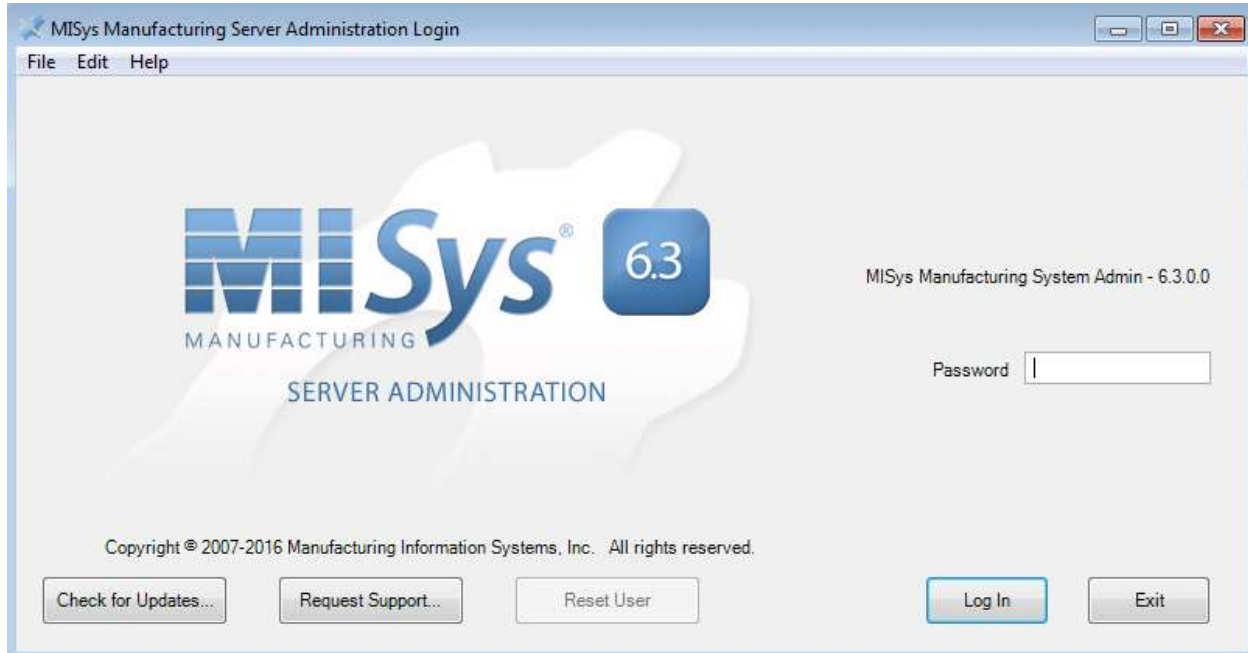 MISys Manufacturing Server Administration Login
File Edit Help
MISys® 6.3
MANUFACTURING
SERVER ADMINISTRATION
MISys Manufacturing System Admin - 6.3.0.0
Password
Copyright © 2007-2016 Manufacturing Information Systems, Inc. All rights reserved.
Check for Updates... Request Support... Reset User Log In Exit